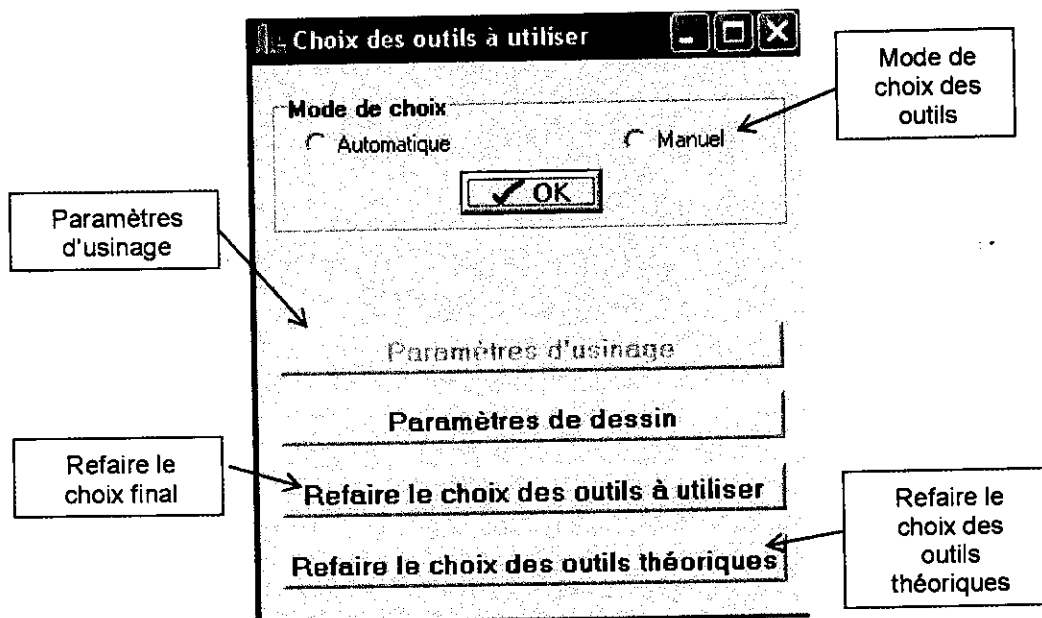 Choix des outils à utiliser
Mode de
choix des
outils
Mode de choix
Automatique
Manuel
OK
Paramètres
d'usinage
Paramètres d'usinage
Paramètres de dessin
Refaire le
choix final
Refaire le choix des outils à utiliser
Refaire le
choix des
outils
théoriques
Refaire le choix des outils théoriques